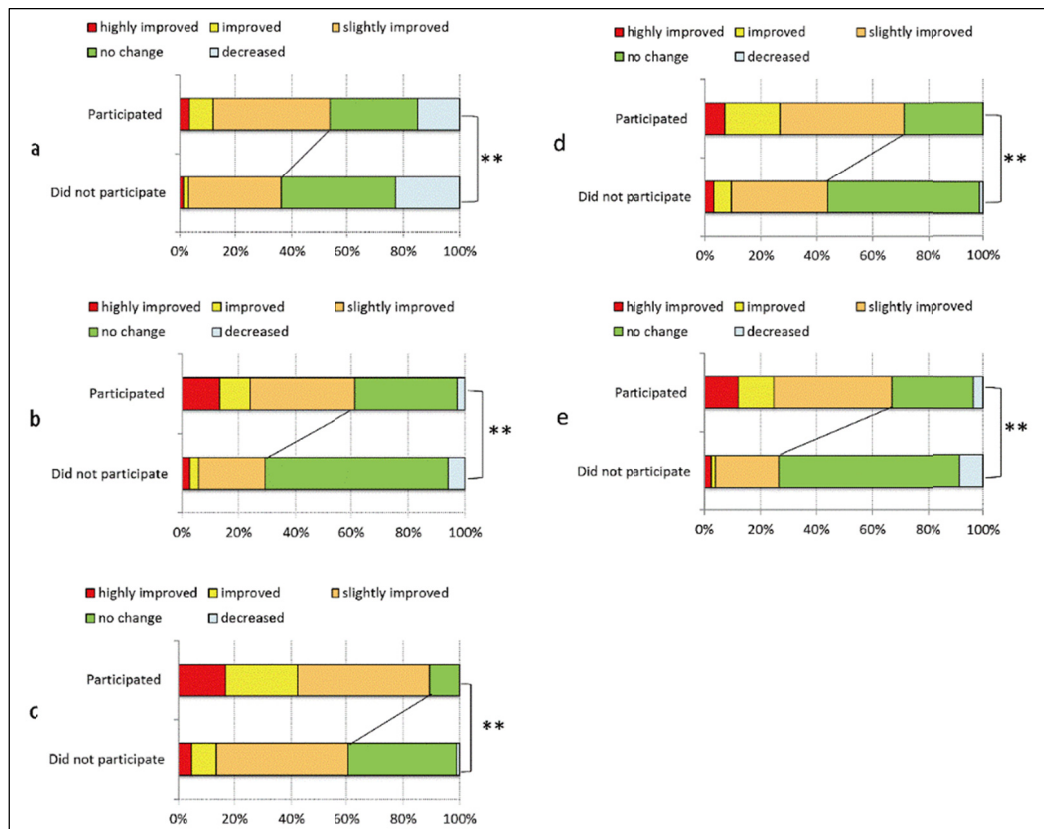 highly improved improved slightly improved
no change decreased
Participated
a
**
Did not participate
0% 20% 40% 60% 80% 100%
highly improved improved slightly improved
no change decreased
Participated
b
**
Did not participate
0% 20% 40% 60% 80% 100%
highly improved improved slightly improved
no change decreased
Participated
c
**
Did not participate
0% 20% 40% 60% 80% 100%
highly improved improved slightly improved
no change decreased
Participated
d
**
Did not participate
0% 20% 40% 60% 80% 100%
highly improved improved slightly improved
no change decreased
Participated
e
**
Did not participate
0% 20% 40% 60% 80% 100%